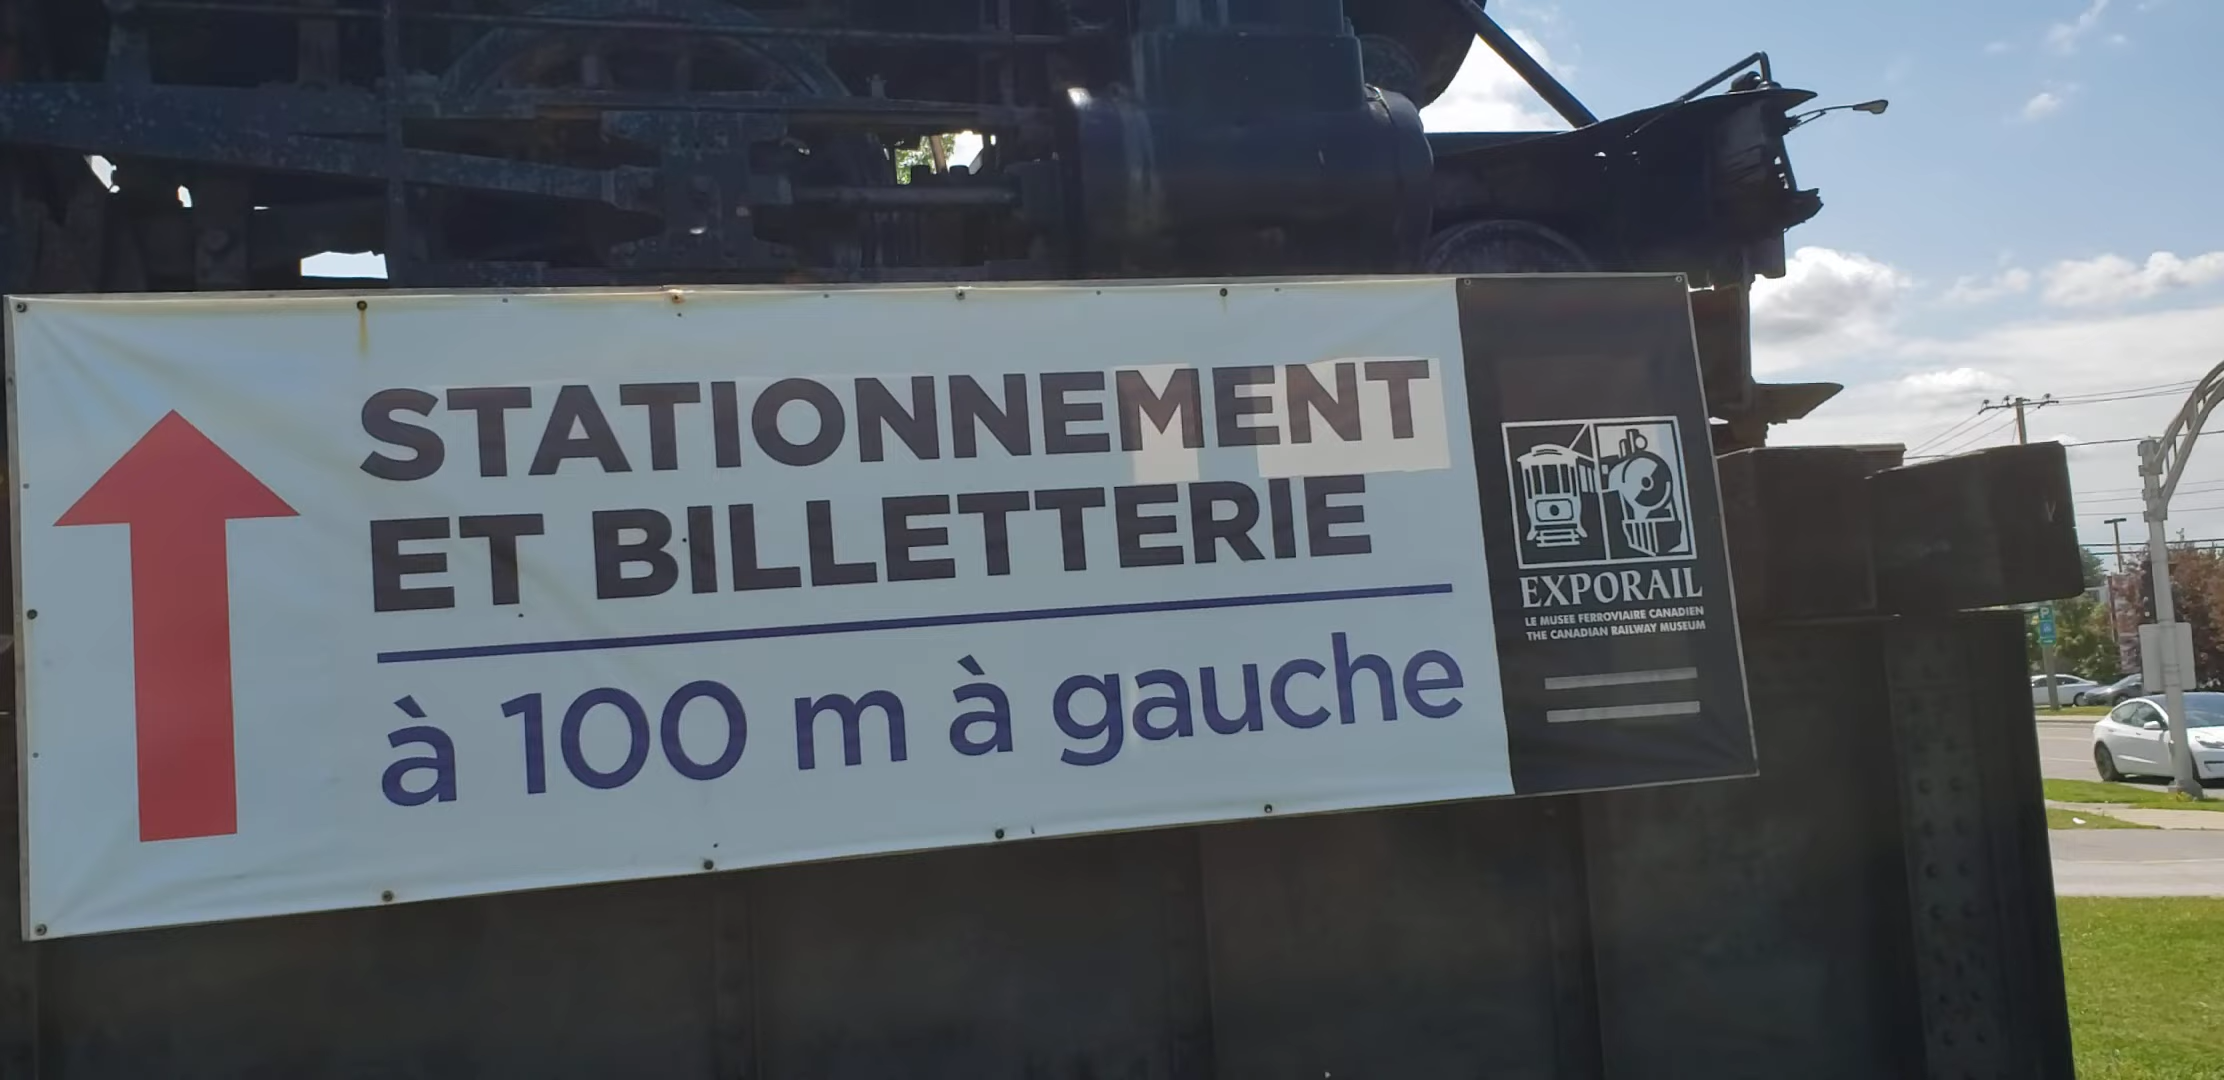 STATIONNEMENT
ET BILLETTERIE
à 100 m à gauche
EXPORAIL
LE MUSEE FERROVIAIRE CANADIEN
THE CANADIAN RAILWAY MUSEUM